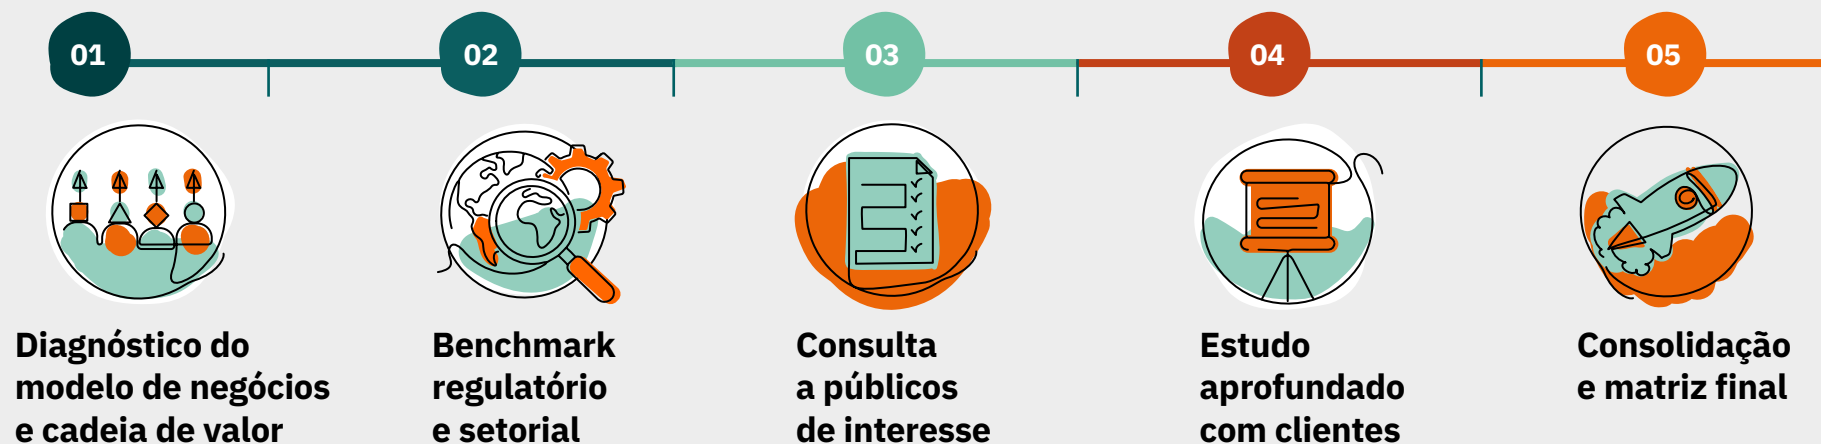 01
02
03
04
05
Diagnóstico do
modelo de negócios
e cadeia de valor
Benchmark
regulatório
e setorial
Consulta
a públicos
de interesse
Estudo
aprofundado
com clientes
Consolidação
e matriz final